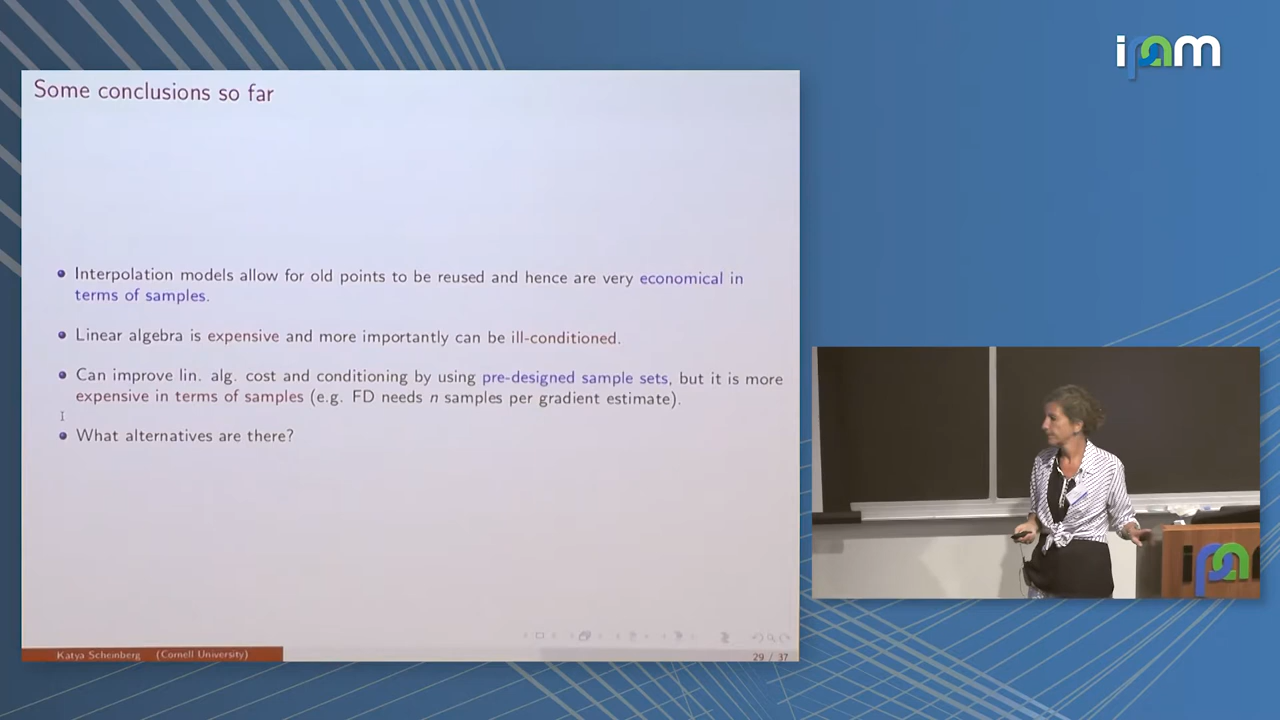 ipam
Some conclusions so far
Interpolation models allow for old points to be reused and hence are very economical in
terms of samples.
Linear algebra is expensive and more importantly can be ill-conditioned.
Can improve lin. alg. cost and conditioning by using pre-designed sample sets, but it is more
expensive in terms of samples (e.g. FD needs n samples per gradient estimate).
What alternatives are there?
Katya Scheinberg (Cornell University)
29 / 37
ipa